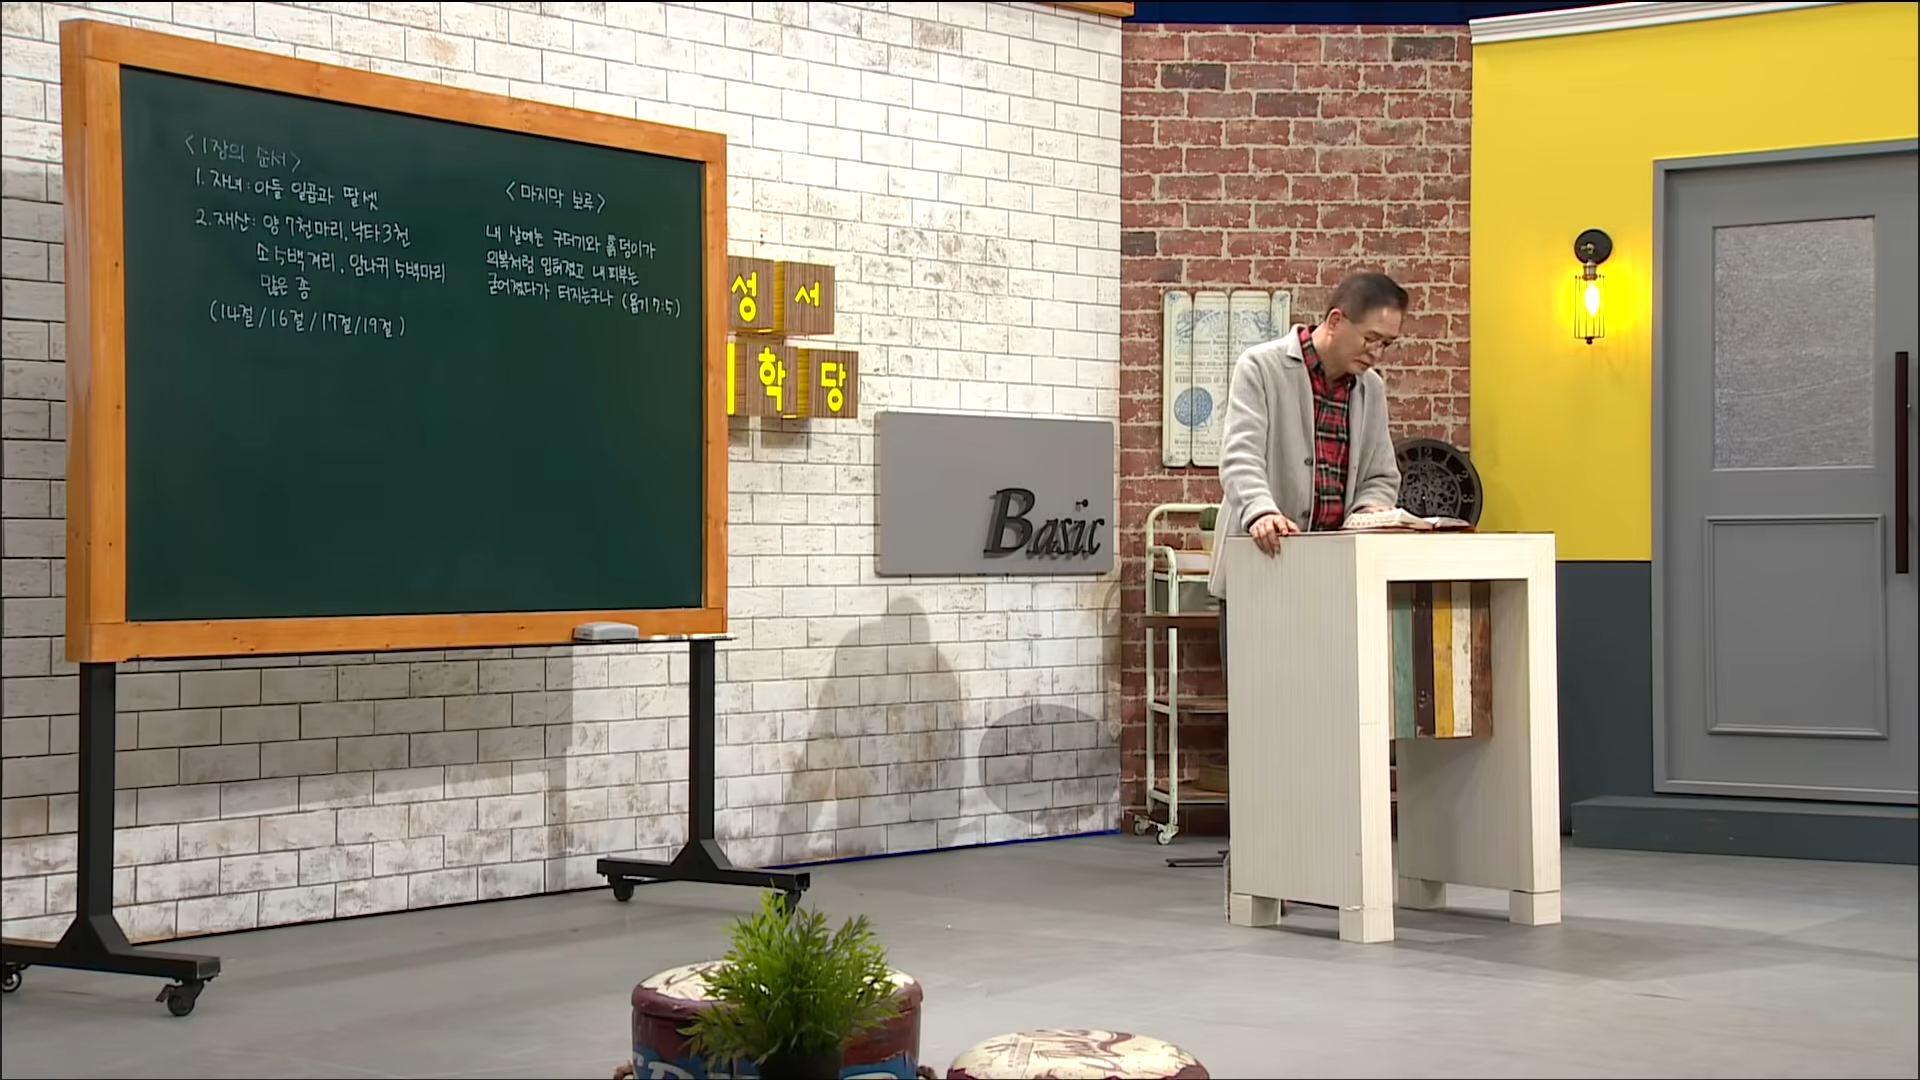 <1장의 순서>
1. 자녀: 아들 일곱과 딸 셋
2. 재산: 양 7천마리, 낙타 3천
소 5백 겨리, 암나귀 5백마리
많은 종
(14절/16절/17절/19절)
<마지막 보루>
내 살에는 구더기와 흙덩이가
의복처럼 입혀졌고 내 피부는
굳어졌다가 터지는구나 (욥기 7:5)
성서
학당
Basic
12